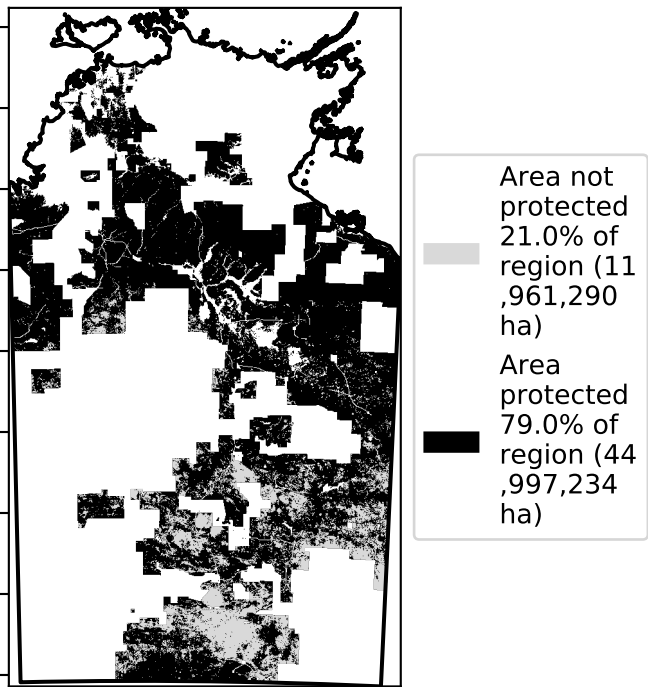 Area not
protected
21.0% of
region (11
,961,290
ha)
Area
protected
79.0% of
region (44
,997,234
ha)